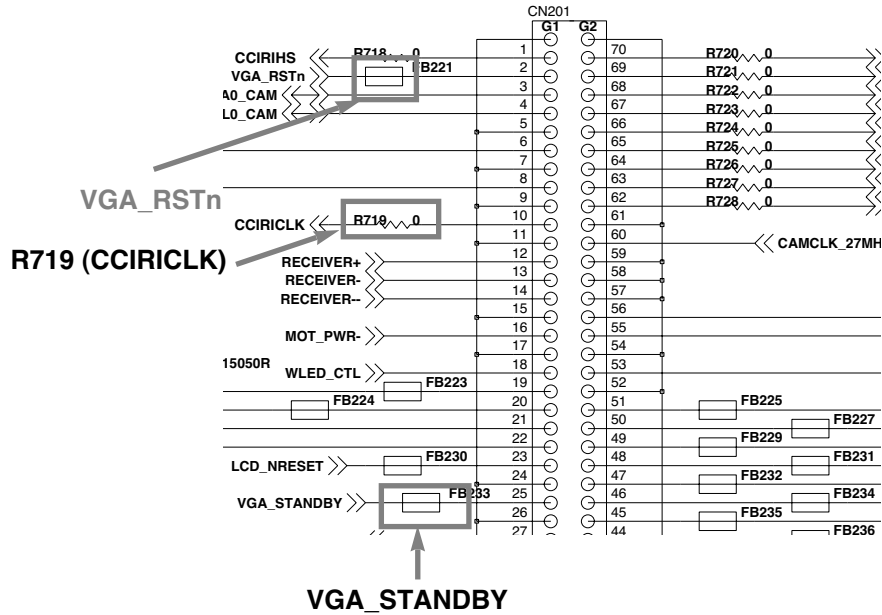 CN201
G1 G2
CCIRIHS R718 0 1 70 R720 0
VGA_RSTn FB221 2 69 R721 0
A0_CAM 3 68 R722 0
L0_CAM 4 67 R723 0
5 66 R724 0
6 65 R725 0
7 64 R726 0
8 63 R727 0
VGA_RSTn
9 62 R728 0
CCIRICLK R719 0 10 61
11 60 CAMCLK_27MH
R719 (CCIRICLK)
RECEIVER+ 12 59
RECEIVER- 13 58
RECEIVER-- 14 57
15 56
MOT_PWR- 16 55
17 54
15050R WLED_CTL 18 53
FB223 19 52
FB224 20 51 FB225
21 50 FB227
22 49 FB229
LCD_NRESET FB230 23 48 FB231
24 47 FB232
VGA_STANDBY FB233 25 46 FB234
26 45 FB235
27 44 FB236
VGA_STANDBY